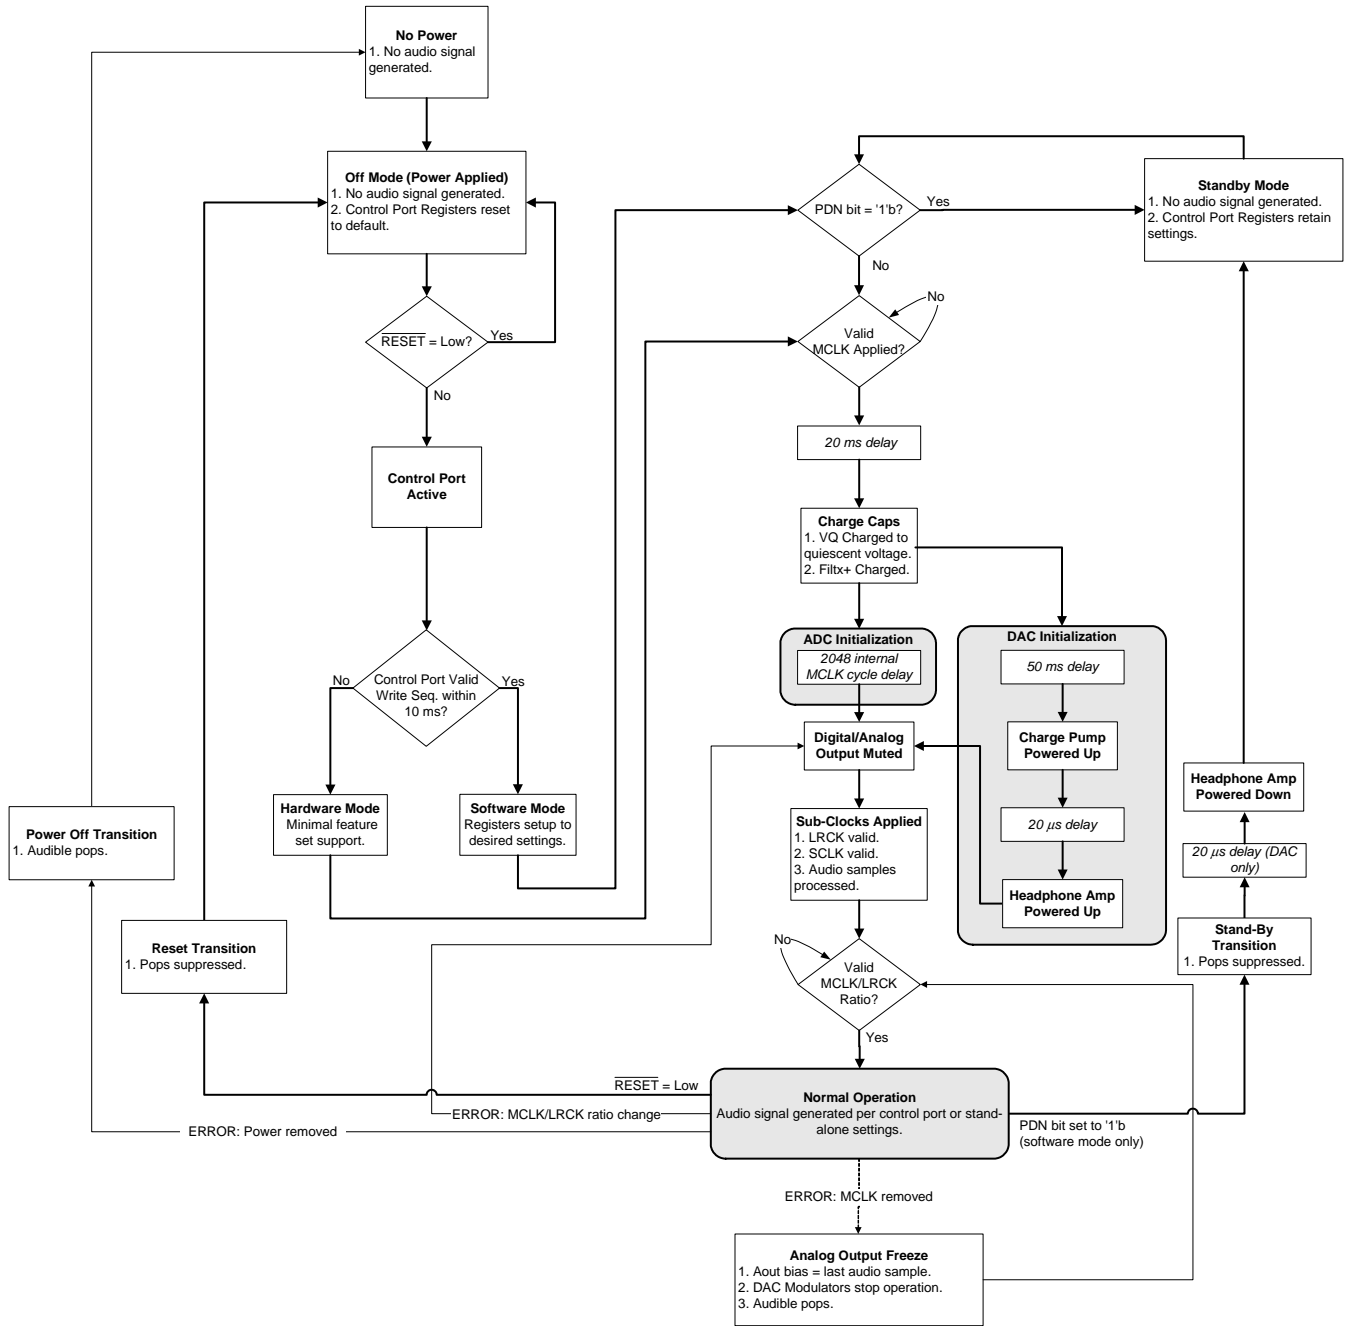 No Power
1. No audio signal
generated.
Off Mode (Power Applied)
1. No audio signal generated.
2. Control Port Registers reset
to default.
RESET = Low?
Yes
No
Control Port
Active
Control Port Valid
Write Seq. within
10 ms?
No
Yes
Hardware Mode
Minimal feature
set support.
Software Mode
Registers setup to
desired settings.
Power Off Transition
1. Audible pops.
Reset Transition
1. Pops suppressed.
PDN bit = '1'b?
Yes
No
Standby Mode
1. No audio signal generated.
2. Control Port Registers retain
settings.
Valid
MCLK Applied?
No
20 ms delay
Charge Caps
1. VQ Charged to
quiescent voltage.
2. Filtx+ Charged.
ADC Initialization
2048 internal
MCLK cycle delay
DAC Initialization
50 ms delay
Charge Pump
Powered Up
20 μs delay
Headphone Amp
Powered Up
Digital/Analog
Output Muted
Sub-Clocks Applied
1. LRCK valid.
2. SCLK valid.
3. Audio samples
processed.
No
Valid
MCLK/LRCK
Ratio?
Yes
Headphone Amp
Powered Down
20 μs delay (DAC
only)
Stand-By
Transition
1. Pops suppressed.
Normal Operation
Audio signal generated per control port or stand-
alone settings.
RESET = Low
ERROR: MCLK/LRCK ratio change
ERROR: Power removed
PDN bit set to '1'b
(software mode only)
ERROR: MCLK removed
Analog Output Freeze
1. Aout bias = last audio sample.
2. DAC Modulators stop operation.
3. Audible pops.